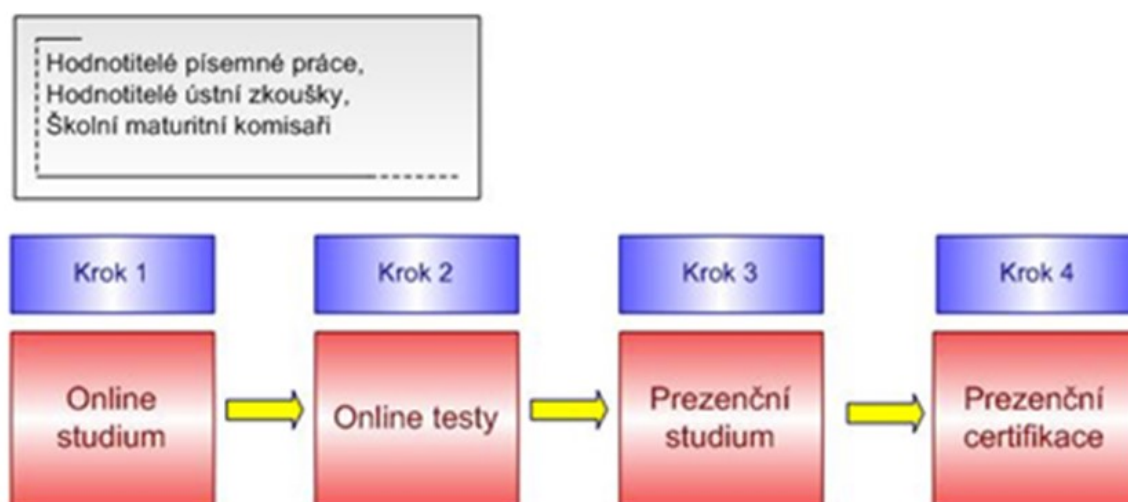 Hodnotitelé písemné práce,
Hodnotitelé ústní zkoušky,
Školní maturitní komisaři
Krok 1
Krok 2
Krok 3
Krok 4
Online
studium
Online testy
Prezenční
studium
Prezenční
certifikace